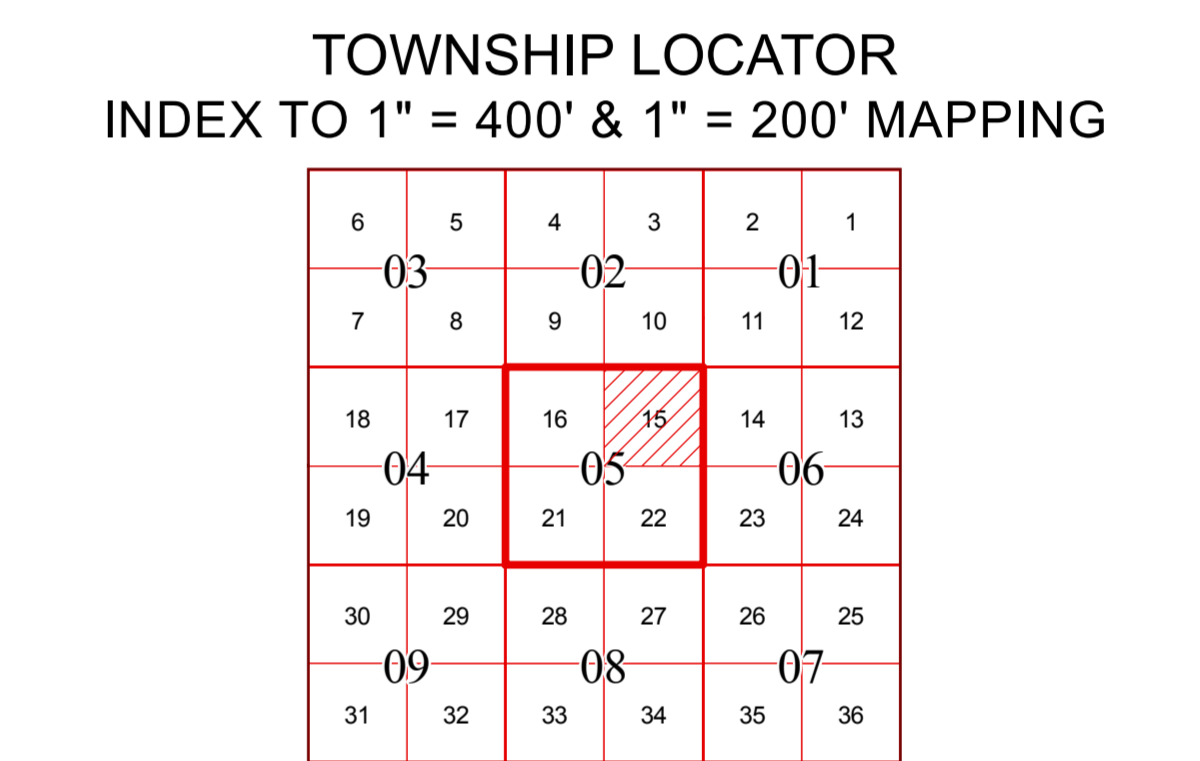 TOWNSHIP LOCATOR
INDEX TO 1" = 400' & 1" = 200' MAPPING
6 5 4 3 2 1
03 02 01
7 8 9 10 11 12
18 17 16 15 14 13
04 05 06
19 20 21 22 23 24
30 29 28 27 26 25
09 08 07
31 32 33 34 35 36